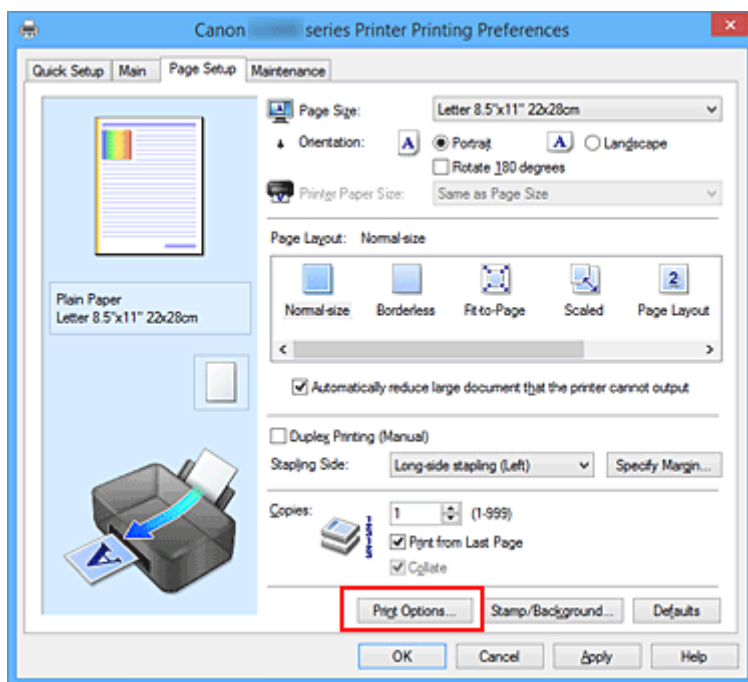 Canon series Printer Printing Preferences
Quick Setup Main Page Setup Maintenance
Page Size: Letter 8.5"x11" 22x28cm
Orientation: A Portrait A Landscape
Rotate 180 degrees
Printer Paper Size: Same as Page Size
Page Layout: Normal-size
Normal-size Borderless Fit-to-Page Scaled 2 Page Layout
Plain Paper
Letter 8.5"x11" 22x28cm
Automatically reduce large document that the printer cannot output
Duplex Printing (Manual)
Stapling Side: Long-side stapling (Left) Specify Margin...
Copies: 1 (1-999)
Print from Last Page
Collate
A
Print Options... Stamp/Background... Defaults
OK Cancel Apply Help